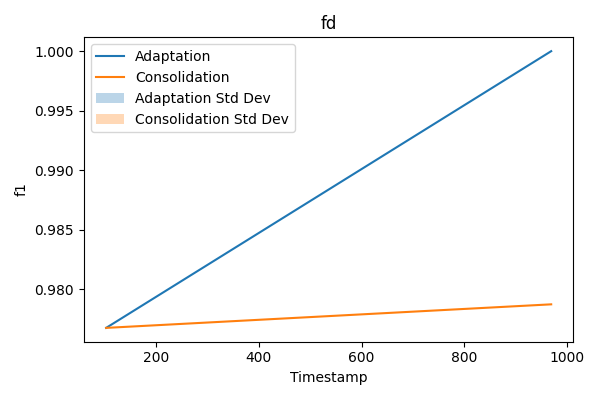 fd
Adaptation
Consolidation
Adaptation Std Dev
Consolidation Std Dev
1.000
0.995
0.990
0.985
0.980
f1
200 400 600 800 1000
Timestamp